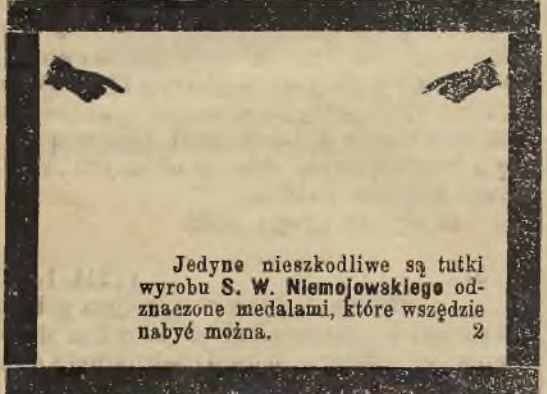 Jedyne nieszkodliwe są tutki
wyrobu S. W. Niemojowskiego od-
znaczone medalami, które wszędzie
nabyć można. 2